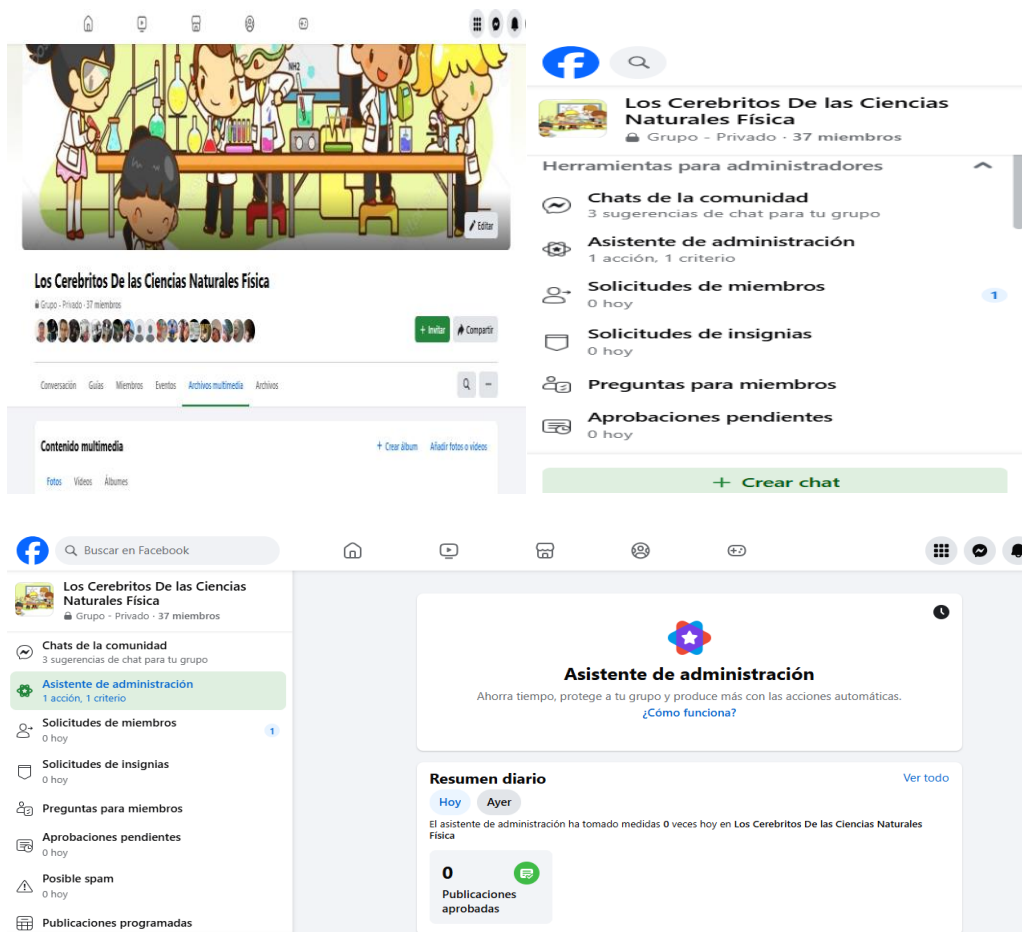 NH2
Editar
Los Cerebritos De las Ciencias Naturales Física
Grupo - Privado · 37 miembros
+ Invitar
Compartir
Conversación Guías Miembros Eventos Archivos multimedia Archivos
Contenido multimedia
+ Crear álbum Añadir fotos o vídeos
Fotos Vídeos Álbumes
Los Cerebritos De las Ciencias
Naturales Física
Grupo - Privado · 37 miembros
Herramientas para administradores
Chats de la comunidad
3 sugerencias de chat para tu grupo
Asistente de administración
1 acción, 1 criterio
Solicitudes de miembros
0 hoy
1
Solicitudes de insignias
0 hoy
Preguntas para miembros
Aprobaciones pendientes
0 hoy
+ Crear chat
Buscar en Facebook
Los Cerebritos De las Ciencias
Naturales Física
Grupo - Privado · 37 miembros
Chats de la comunidad
3 sugerencias de chat para tu grupo
Asistente de administración
1 acción, 1 criterio
Solicitudes de miembros
0 hoy
1
Solicitudes de insignias
0 hoy
Preguntas para miembros
Aprobaciones pendientes
0 hoy
Posible spam
0 hoy
Publicaciones programadas
Asistente de administración
Ahorra tiempo, protege a tu grupo y produce más con las acciones automáticas.
¿Cómo funciona?
Resumen diario
Ver todo
Hoy Ayer
El asistente de administración ha tomado medidas 0 veces hoy en Los Cerebritos De las Ciencias Naturales
Física
0
Publicaciones
aprobadas